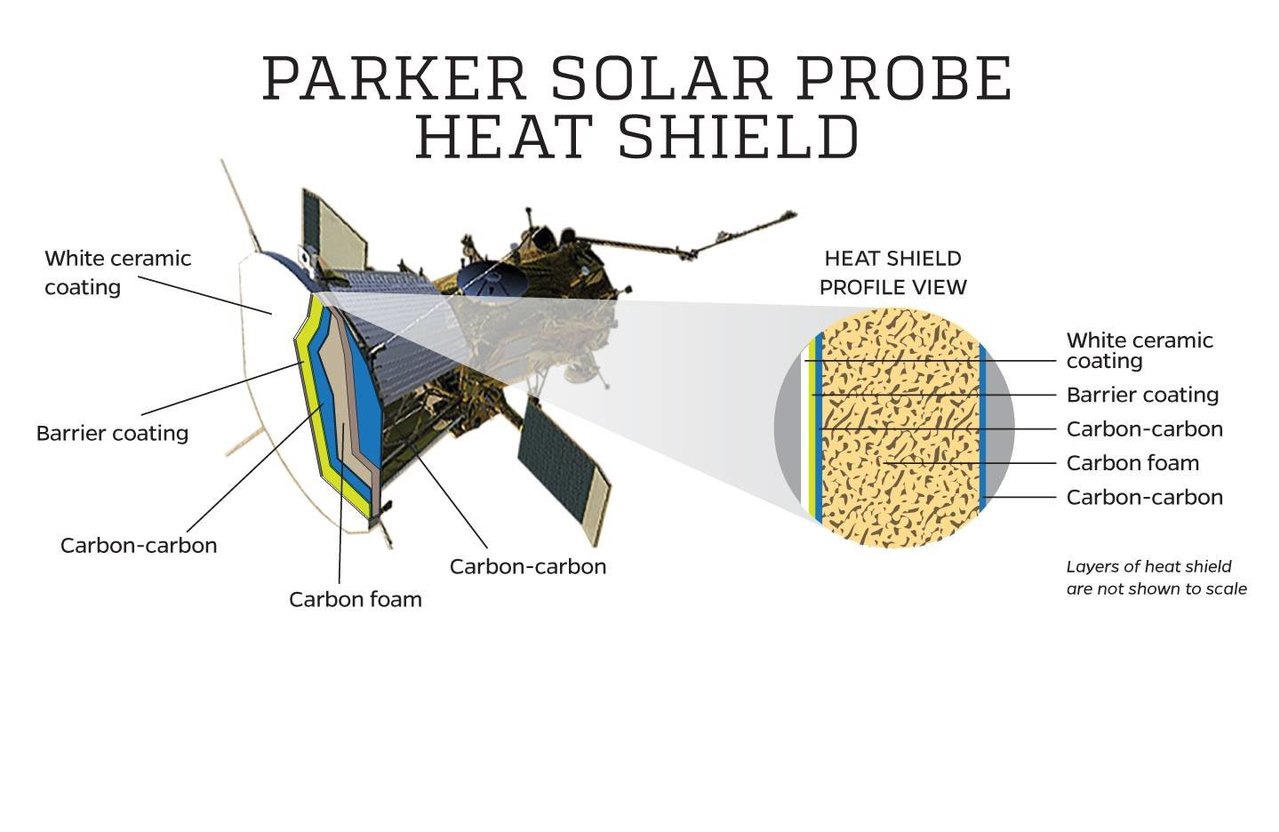 PARKER SOLAR PROBE
HEAT SHIELD
White ceramic
coating
Barrier coating
Carbon-carbon
Carbon foam
Carbon-carbon
HEAT SHIELD
PROFILE VIEW
White ceramic
coating
Barrier coating
Carbon-carbon
Carbon foam
Carbon-carbon
Layers of heat shield
are not shown to scale